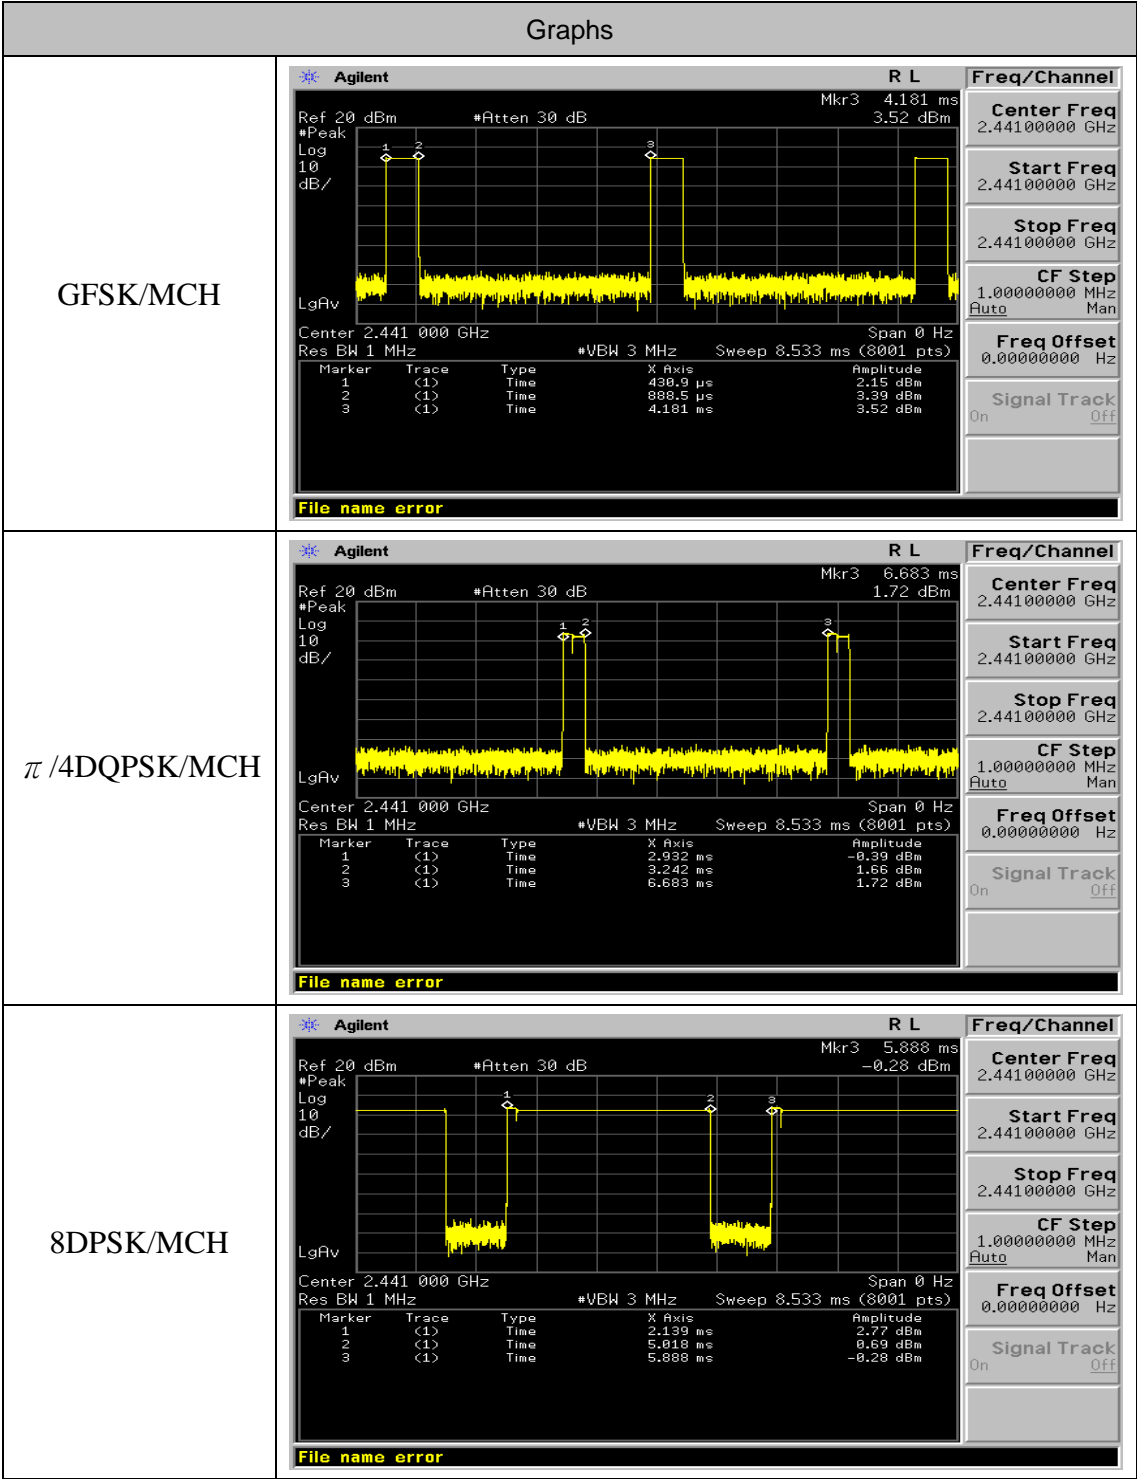 Graphs
GFSK/MCH
Agilent R L Freq/Channel
Mkr3 4.181 ms
Ref 20 dBm #Atten 30 dB 3.52 dBm
#Peak
Log
10
dB/
1 2 3
LgAv
Center 2.441 000 GHz Span 0 Hz
Res BW 1 MHz #VBW 3 MHz Sweep 8.533 ms (8001 pts)
Marker Trace Type X Axis Amplitude
1 (1) Time 430.9 µs 2.15 dBm
2 (1) Time 888.5 µs 3.39 dBm
3 (1) Time 4.181 ms 3.52 dBm
File name error
Center Freq
2.44100000 GHz
Start Freq
2.44100000 GHz
Stop Freq
2.44100000 GHz
CF Step
1.00000000 MHz
Auto Man
Freq Offset
0.00000000 Hz
Signal Track
On Off
π/4DQPSK/MCH
Agilent R L Freq/Channel
Mkr3 6.683 ms
Ref 20 dBm #Atten 30 dB 1.72 dBm
#Peak
Log
10
dB/
1 2 3
LgAv
Center 2.441 000 GHz Span 0 Hz
Res BW 1 MHz #VBW 3 MHz Sweep 8.533 ms (8001 pts)
Marker Trace Type X Axis Amplitude
1 (1) Time 2.932 ms -0.39 dBm
2 (1) Time 3.242 ms 1.66 dBm
3 (1) Time 6.683 ms 1.72 dBm
File name error
Center Freq
2.44100000 GHz
Start Freq
2.44100000 GHz
Stop Freq
2.44100000 GHz
CF Step
1.00000000 MHz
Auto Man
Freq Offset
0.00000000 Hz
Signal Track
On Off
8DPSK/MCH
Agilent R L Freq/Channel
Mkr3 5.888 ms
Ref 20 dBm #Atten 30 dB -0.28 dBm
#Peak
Log
10
dB/
1 2 3
LgAv
Center 2.441 000 GHz Span 0 Hz
Res BW 1 MHz #VBW 3 MHz Sweep 8.533 ms (8001 pts)
Marker Trace Type X Axis Amplitude
1 (1) Time 2.139 ms 2.77 dBm
2 (1) Time 5.018 ms 0.69 dBm
3 (1) Time 5.888 ms -0.28 dBm
File name error
Center Freq
2.44100000 GHz
Start Freq
2.44100000 GHz
Stop Freq
2.44100000 GHz
CF Step
1.00000000 MHz
Auto Man
Freq Offset
0.00000000 Hz
Signal Track
On Off